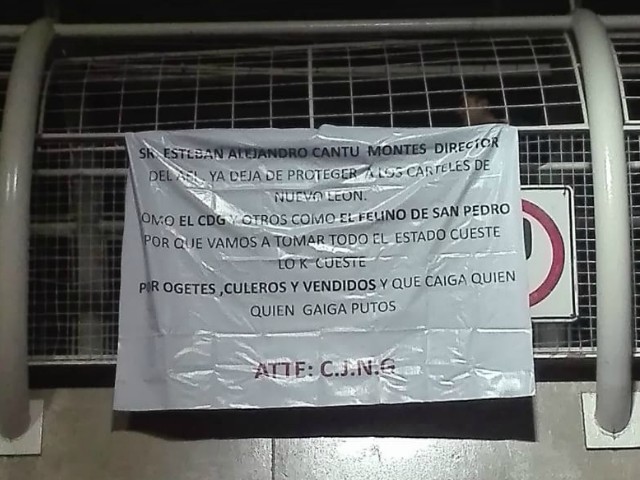 SR. ESTEBAN ALEJANDRO CANTU MONTES DIRECTOR
DEL AEI, YA DEJA DE PROTEGER A LOS CARTELES DE
NUEVO LEON.
OMO EL CDG Y OTROS COMO EL FELINO DE SAN PEDRO
POR QUE VAMOS A TOMAR TODO EL ESTADO CUESTE
LO K CUESTE
POR OGETES ,CULEROS Y VENDIDOS Y QUE CAIGA QUIEN
QUIEN GAIGA PUTOS
ATTE: C.J.N.G